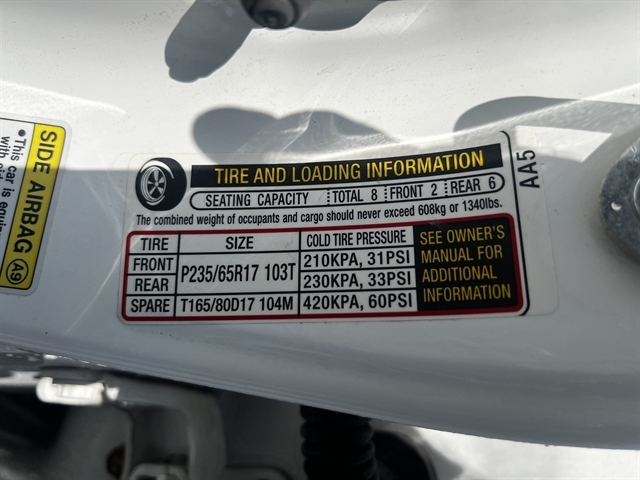 TIRE AND LOADING INFORMATION
SEATING CAPACITY TOTAL 8 FRONT 2 REAR 6
The combined weight of occupants and cargo should never exceed 608kg or 1340lbs.
TIRE SIZE COLD TIRE PRESSURE
FRONT P235/65R17 103T 210KPA, 31PSI
REAR 230KPA, 33PSI
SPARE T165/80D17 104M 420KPA, 60PSI
SEE OWNER'S
MANUAL FOR
ADDITIONAL
INFORMATION
AA5
SIDE AIRBAG A9
•This car is equi
with sid